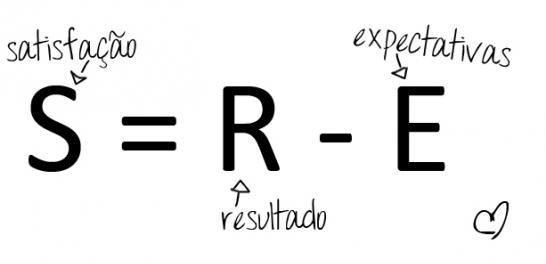 satisfação
expectativas
S = R - E
resultado